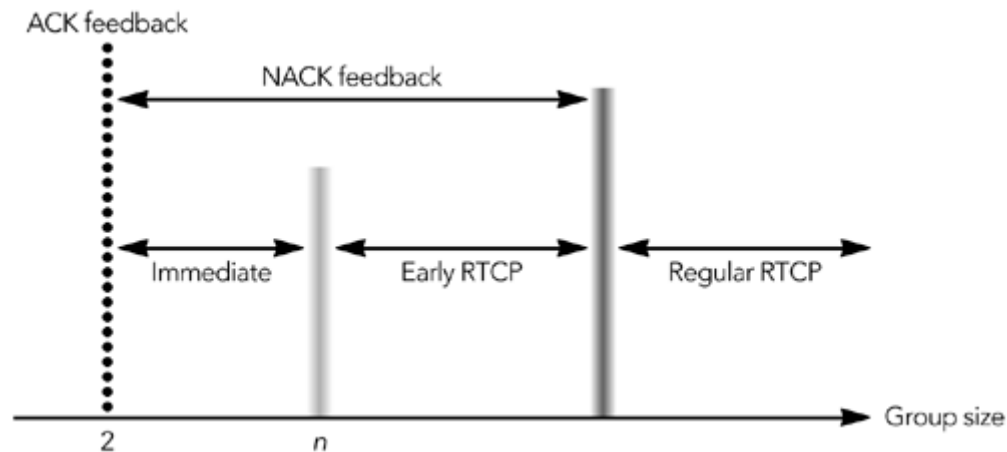 ACK feedback
NACK feedback
Immediate
Early RTCP
Regular RTCP
Group size
2
n